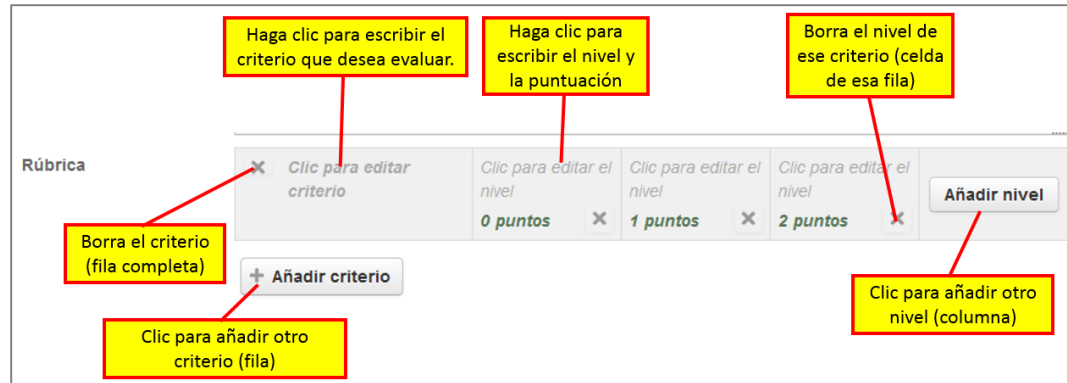 Haga clic para escribir el
criterio que desea evaluar.
Haga clic para
escribir el nivel y
la puntuación
Borra el nivel de
ese criterio (celda
de esa fila)
Rúbrica
Clic para editar
criterio
Clic para editar el
nivel
0 puntos
Clic para editar el
nivel
1 puntos
Clic para editar el
nivel
2 puntos
Añadir nivel
Borra el criterio
(fila completa)
+ Añadir criterio
Clic para añadir otro
criterio (fila)
Clic para añadir otro
nivel (columna)